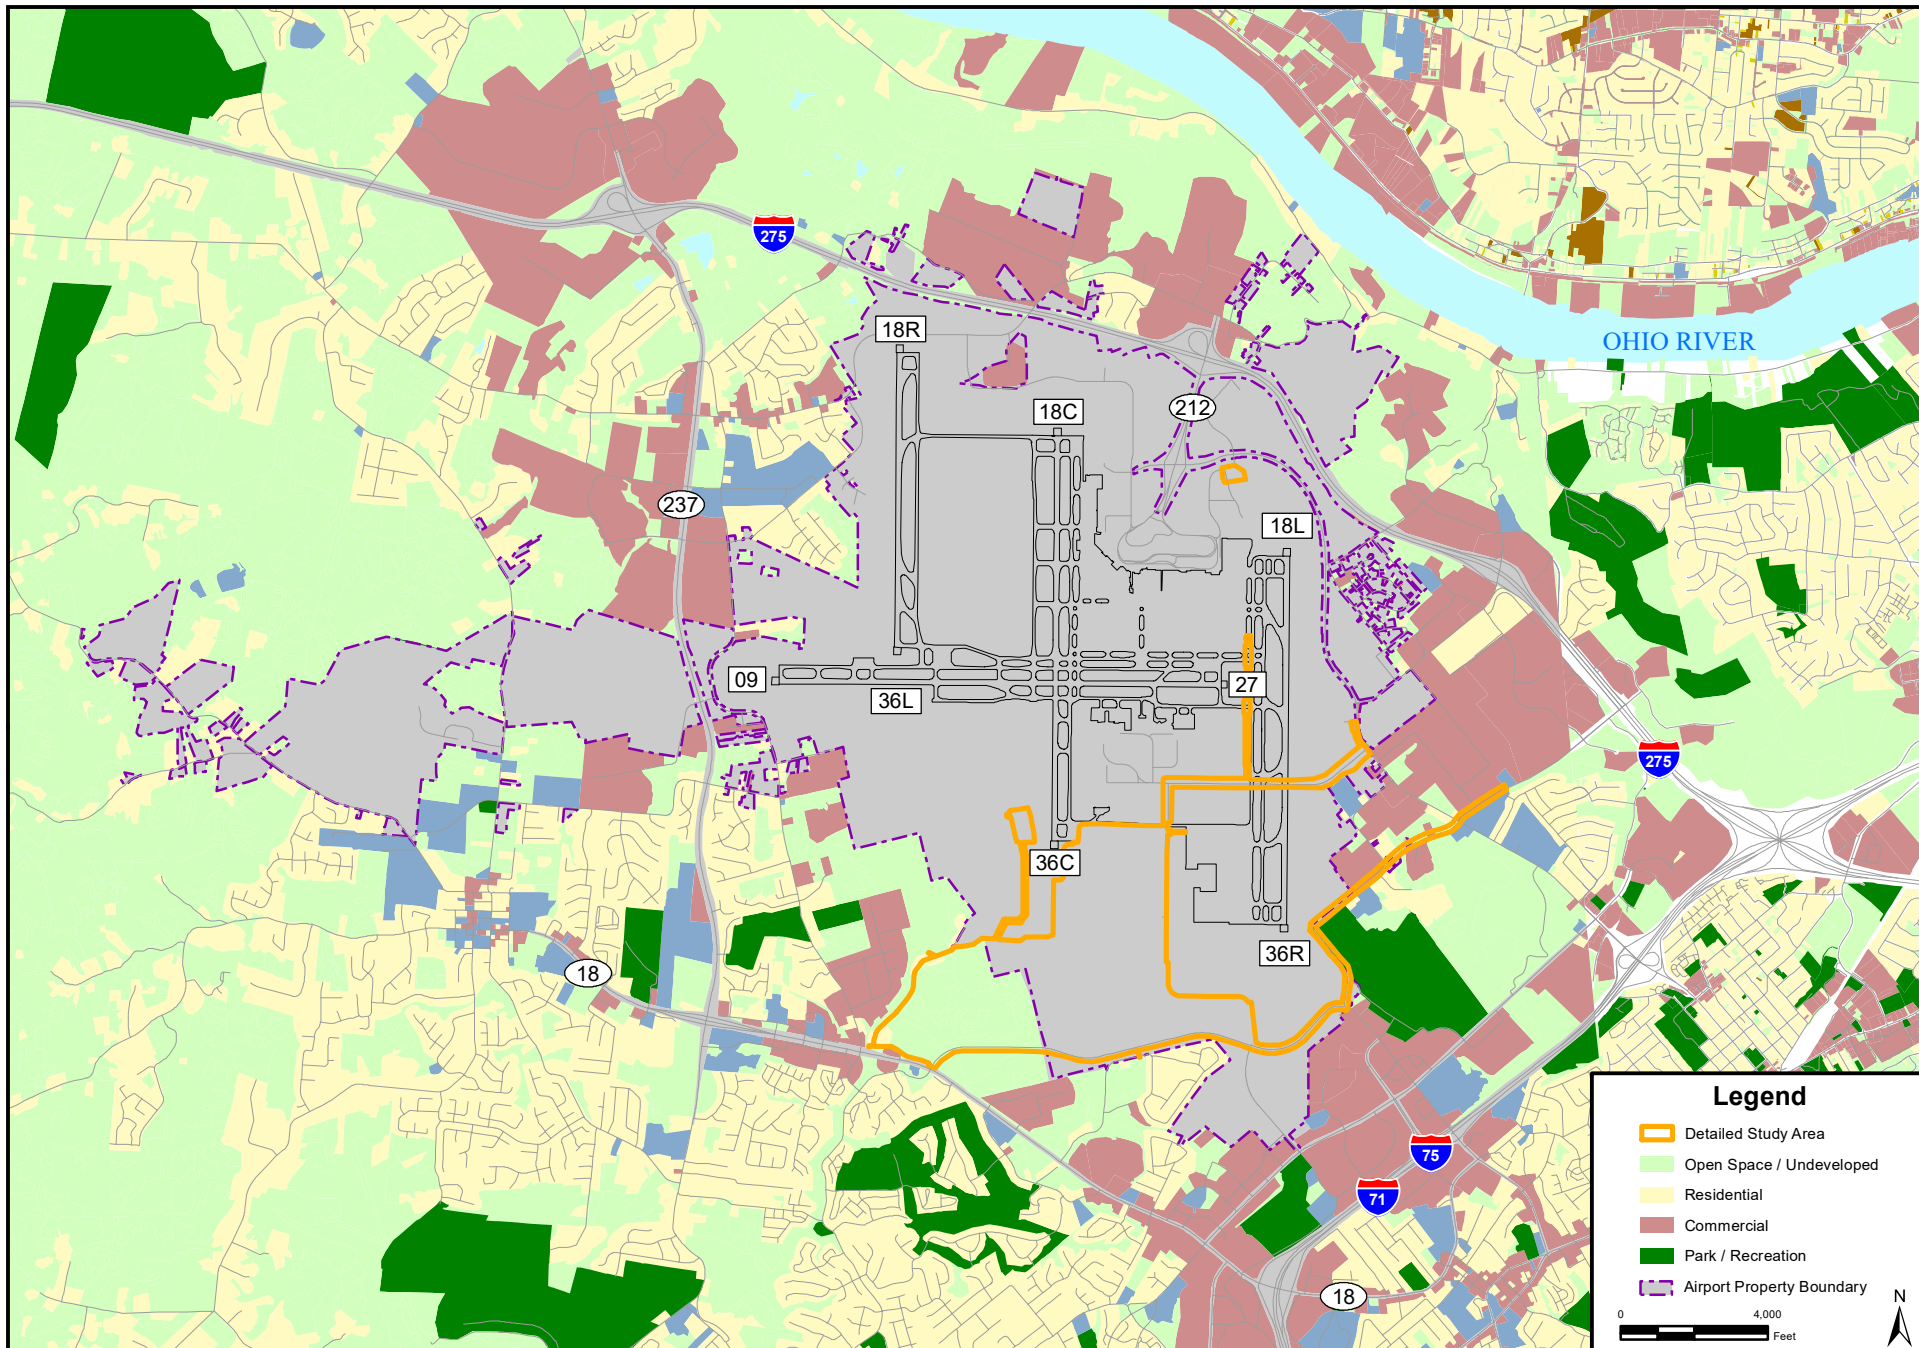 275
OHIO RIVER
18R
18C
212
237
18L
09
36L
27
275
36C
36R
18
75
71
18
Legend
Detailed Study Area
Open Space / Undeveloped
Residential
Commercial
Park / Recreation
Airport Property Boundary
N
0 4,000
Feet